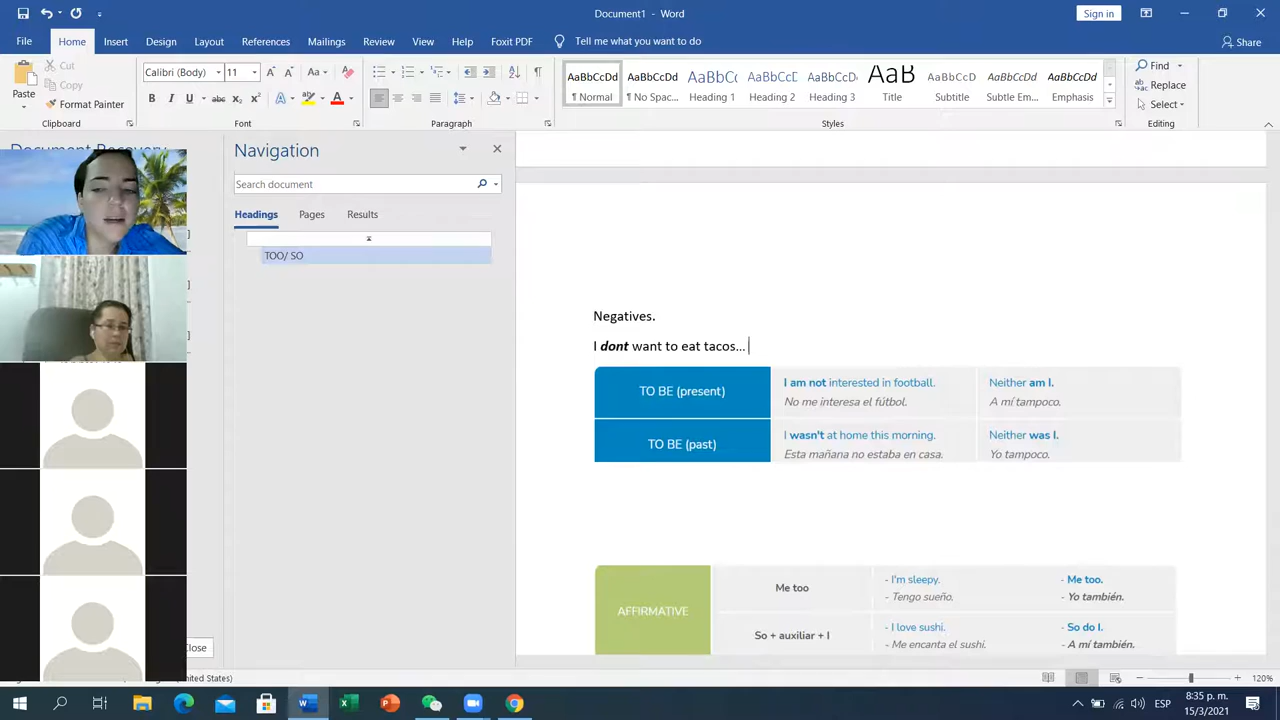 Document1 - Word
Sign in
File Home Insert Design Layout References Mailings Review View Help Foxit PDF Tell me what you want to do Share
Paste
Cut
Copy
Format Painter
Calibri (Body) 11
Clipboard Font Paragraph Styles Editing
AaBbCcDd AaBbCcDd AaBbCc AaBbCcC AaBbCcDc AaB AaBbCcD AaBbCcDd AaBbCcDd
¶ Normal ¶ No Spac... Heading 1 Heading 2 Heading 3 Title Subtitle Subtle Em... Emphasis
Find
Replace
Select
Navigation
Search document
Headings Pages Results
TOO/ SO
Negatives.
I dont want to eat tacos...
TO BE (present)
I am not interested in football.
No me interesa el fútbol.
Neither am I.
A mí tampoco.
TO BE (past)
I wasn't at home this morning.
Esta mañana no estaba en casa.
Neither was I.
Yo tampoco.
AFFIRMATIVE
Me too
- I'm sleepy.
- Tengo sueño.
- Me too.
- Yo también.
So + auxiliar + I
- I love sushi.
- Me encanta el sushi.
- So do I.
- A mí también.
120%
ESP
8:35 p. m.
15/3/2021